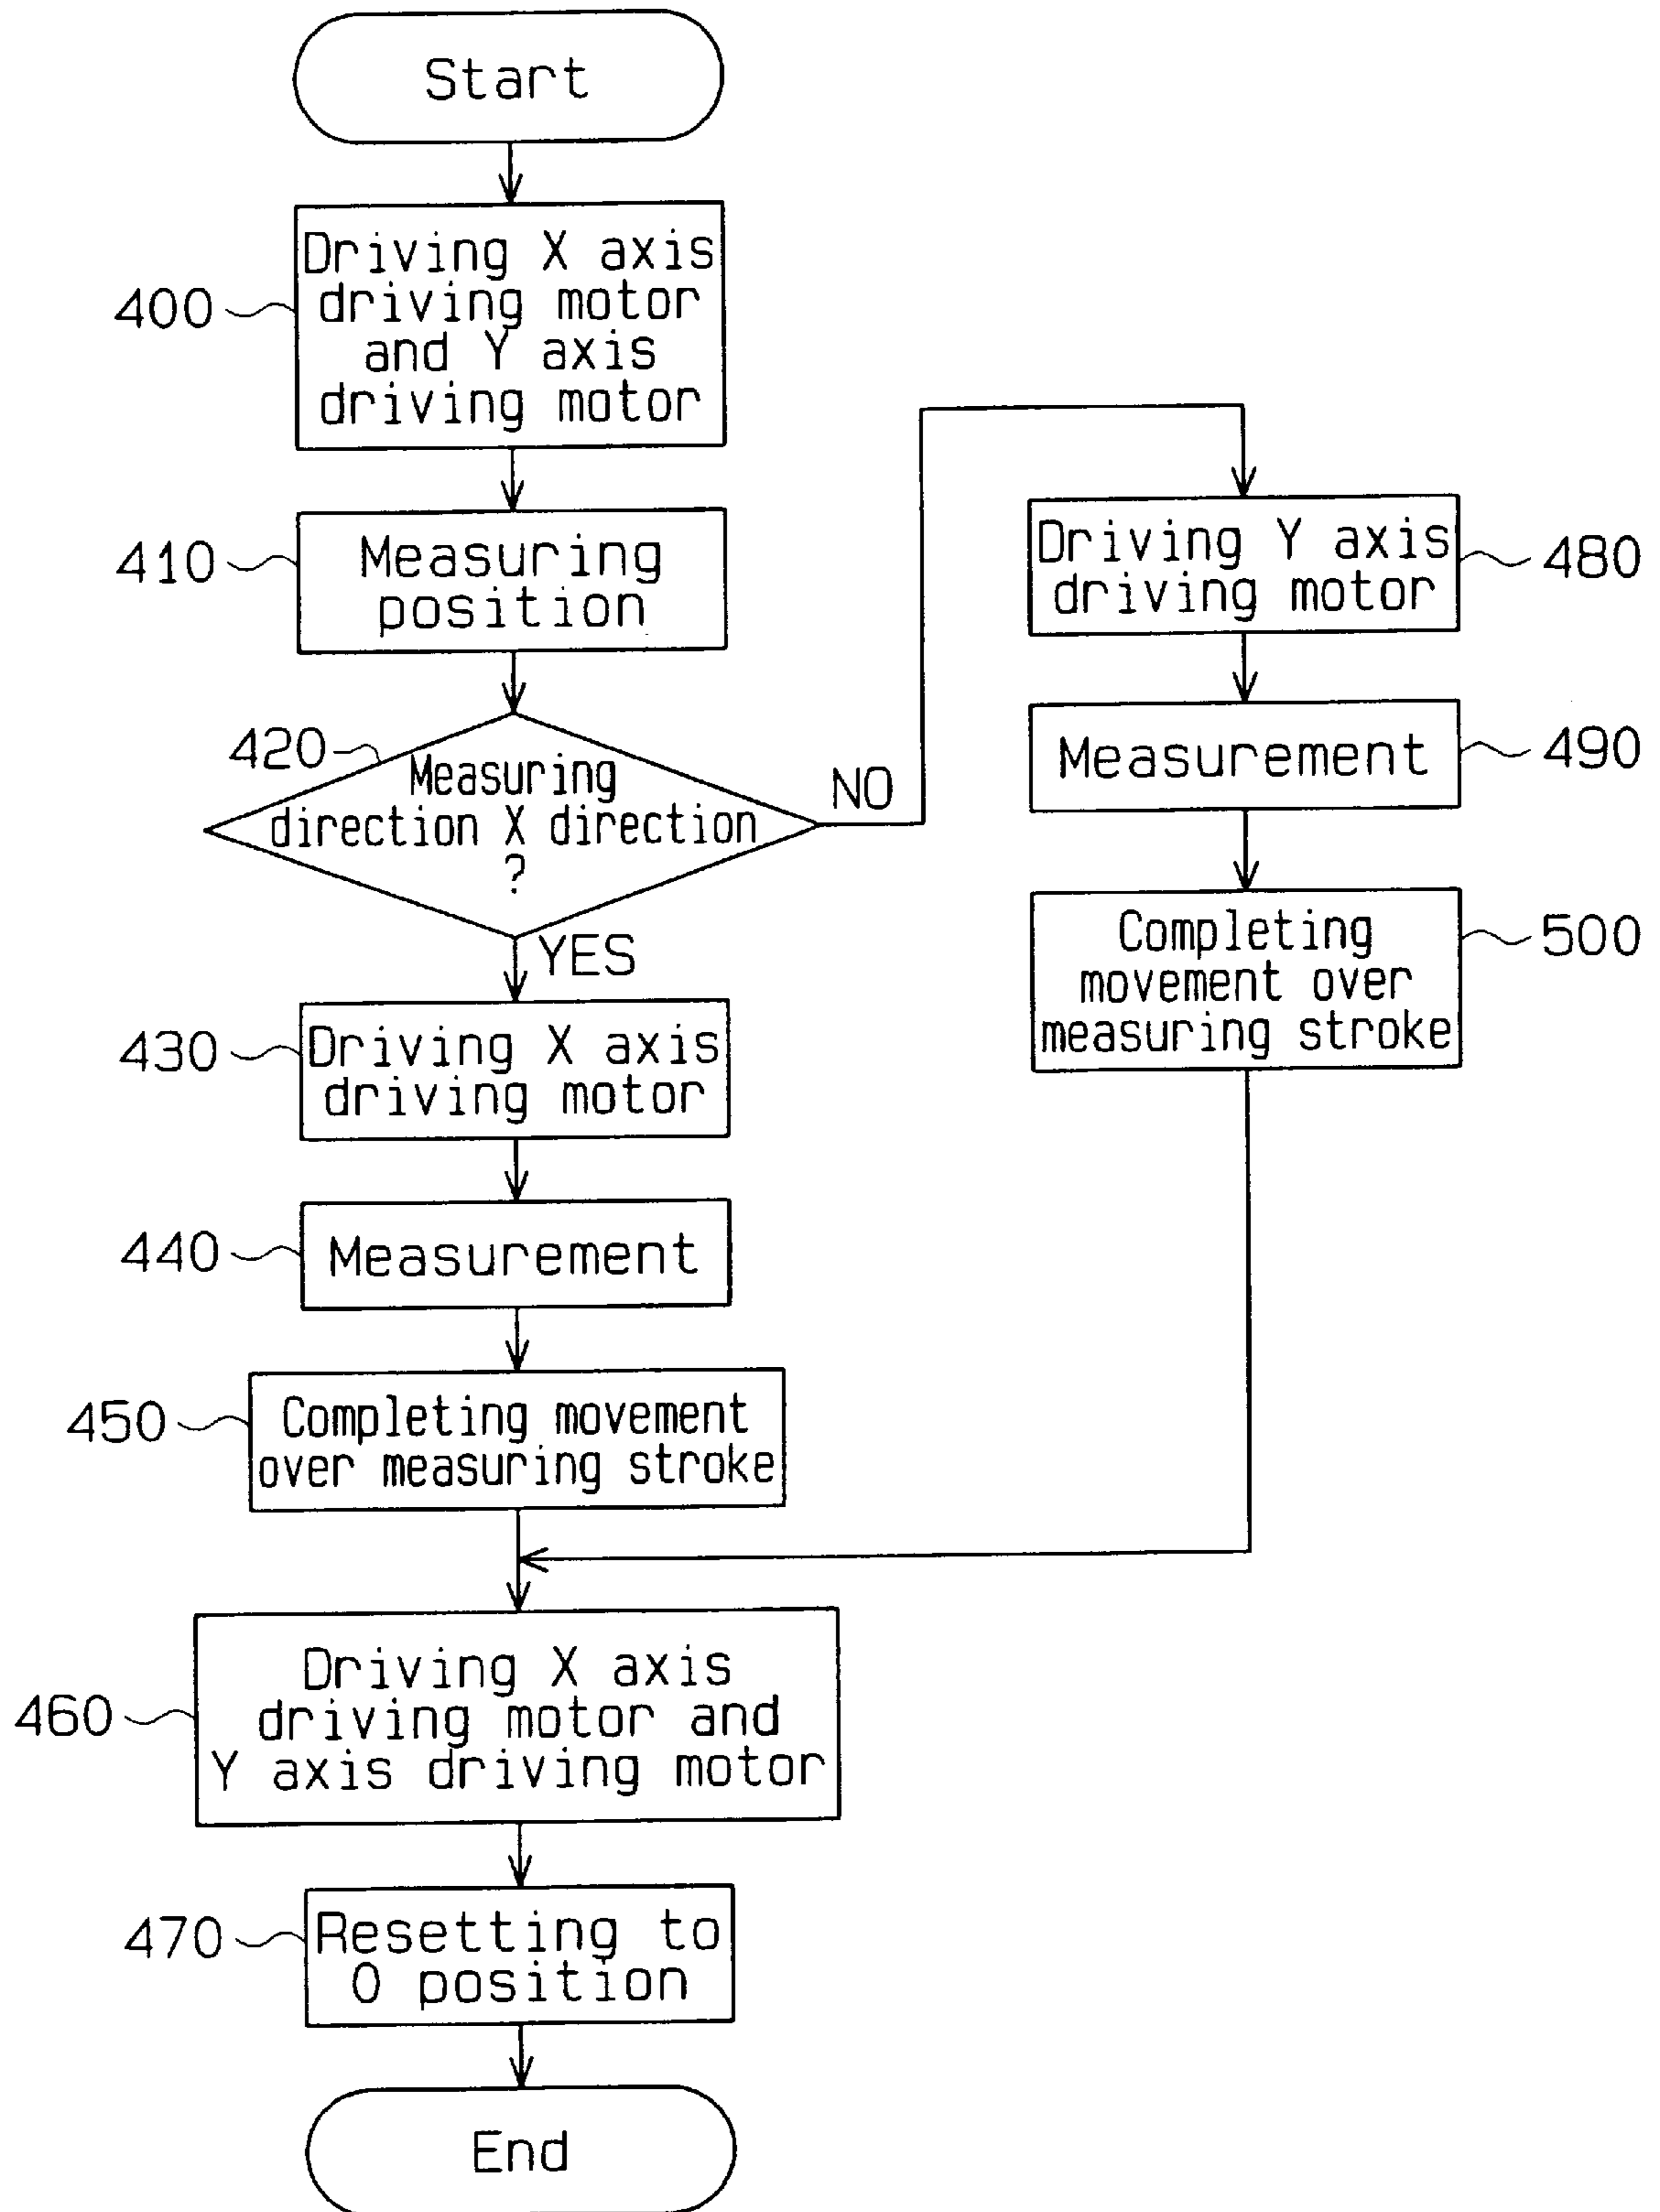 Start
400
Driving X axis
driving motor
and Y axis
driving motor
410
Measuring
position
420
Measuring
direction X direction
?
NO
YES
430
Driving X axis
driving motor
440
Measurement
450
Completing movement
over measuring stroke
480
Driving Y axis
driving motor
490
Measurement
500
Completing
movement over
measuring stroke
460
Driving X axis
driving motor and
Y axis driving motor
470
Resetting to
0 position
End